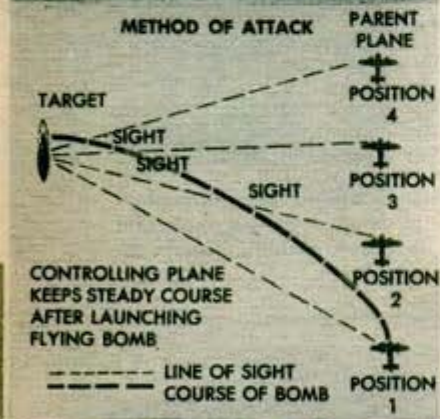 METHOD OF ATTACK
PARENT
PLANE
POSITION
4
TARGET
SIGHT
SIGHT
POSITION
3
SIGHT
POSITION
2
CONTROLLING PLANE
KEEPS STEADY COURSE
AFTER LAUNCHING
FLYING BOMB
LINE OF SIGHT
COURSE OF BOMB
POSITION
1